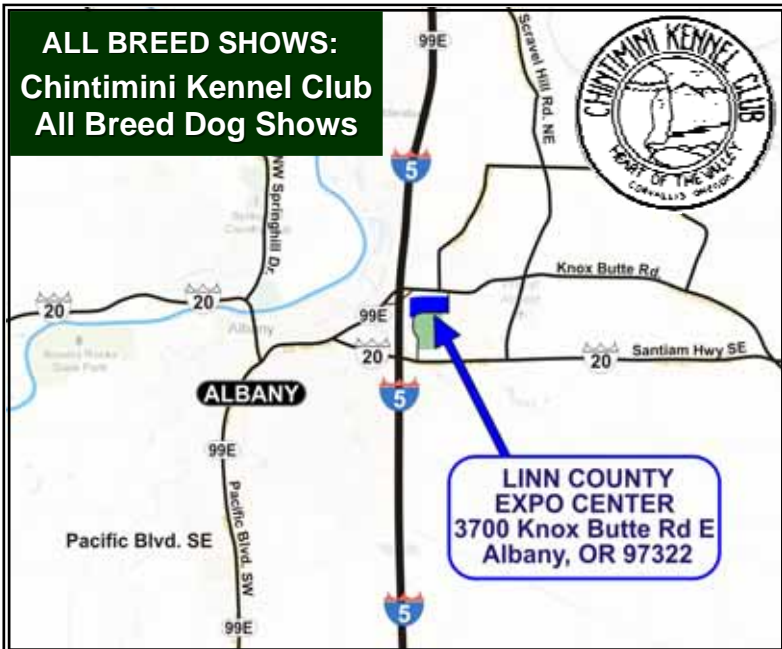 ALL BREED SHOWS:
Chintimini Kennel Club
All Breed Dog Shows
99E
Scravel Hill Rd. NE
CHINTIMINI KENNEL CLUB
HEART OF THE VALLEY
CORVALLIS OREGON
5
NW Springhill Dr.
Knox Butte Rd
20
20
Albany
99E
20
Santiam Hwy SE
20
ALBANY
5
99E
Pacific Blvd. SW
Pacific Blvd. SE
LINN COUNTY
EXPO CENTER
3700 Knox Butte Rd E
Albany, OR 97322
5
99E